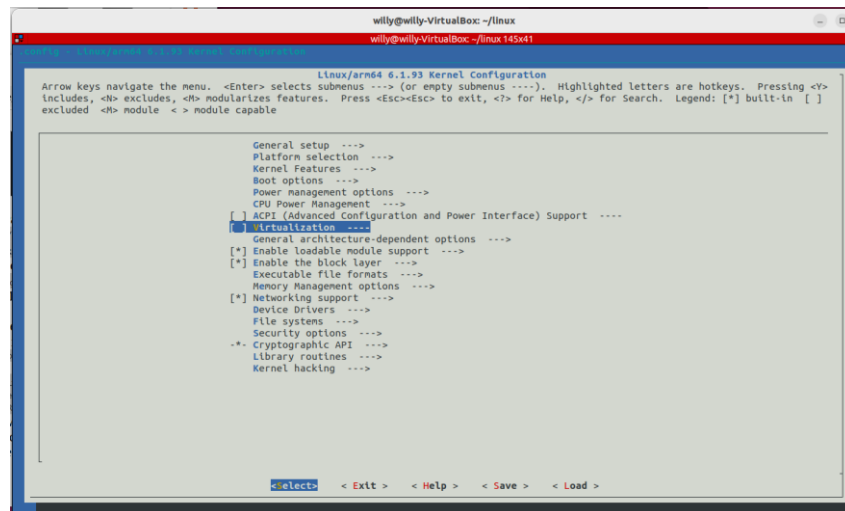 willy@willy-VirtualBox: ~/linux
willy@willy-VirtualBox: ~/linux 145x41
.config - Linux/arm64 6.1.93 Kernel Configuration
Linux/arm64 6.1.93 Kernel Configuration
Arrow keys navigate the menu.  <Enter> selects submenus ---> (or empty submenus ----).  Highlighted letters are hotkeys.  Pressing <Y>
includes, <N> excludes, <M> modularizes features.  Press <Esc><Esc> to exit, <?> for Help, </> for Search.  Legend: [*] built-in  [ ]
excluded  <M> module  < > module capable
General setup  --->
Platform selection  --->
Kernel Features  --->
Boot options  --->
Power management options  --->
CPU Power Management  --->
[ ] ACPI (Advanced Configuration and Power Interface) Support  ----
[ ] Virtualization  ----
General architecture-dependent options  --->
[*] Enable loadable module support  --->
[*] Enable the block layer  --->
Executable file formats  --->
Memory Management options  --->
[*] Networking support  --->
Device Drivers  --->
File systems  --->
Security options  --->
-*- Cryptographic API  --->
Library routines  --->
Kernel hacking  --->
<Select>    < Exit >    < Help >    < Save >    < Load >